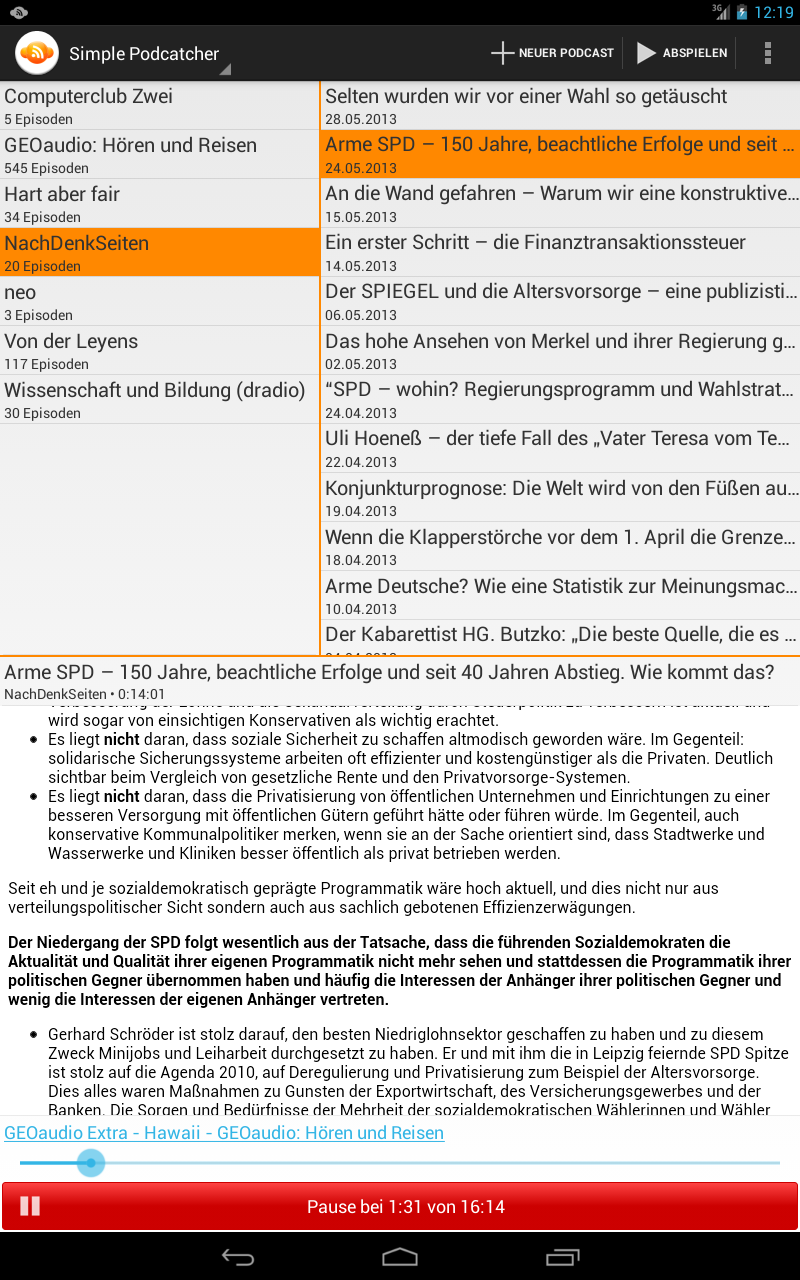 3G 12:19
Simple Podcatcher
NEUER PODCAST
ABSPIELEN
Computerclub Zwei
5 Episoden
GEOaudio: Hören und Reisen
545 Episoden
Hart aber fair
34 Episoden
NachDenkSeiten
20 Episoden
neo
3 Episoden
Von der Leyens
117 Episoden
Wissenschaft und Bildung (dradio)
30 Episoden
Selten wurden wir vor einer Wahl so getäuscht
28.05.2013
Arme SPD – 150 Jahre, beachtliche Erfolge und seit ...
24.05.2013
An die Wand gefahren – Warum wir eine konstruktive...
15.05.2013
Ein erster Schritt – die Finanztransaktionssteuer
14.05.2013
Der SPIEGEL und die Altersvorsorge – eine publizisti...
06.05.2013
Das hohe Ansehen von Merkel und ihrer Regierung g...
02.05.2013
“SPD – wohin? Regierungsprogramm und Wahlstrat...
24.04.2013
Uli Hoeneß – der tiefe Fall des „Vater Teresa vom Te...
22.04.2013
Konjunkturprognose: Die Welt wird von den Füßen au...
19.04.2013
Wenn die Klapperstörche vor dem 1. April die Grenze...
18.04.2013
Arme Deutsche? Wie eine Statistik zur Meinungsmac...
10.04.2013
Der Kabarettist HG. Butzko: „Die beste Quelle, die es ...
Arme SPD – 150 Jahre, beachtliche Erfolge und seit 40 Jahren Abstieg. Wie kommt das?
NachDenkSeiten • 0:14:01
wird sogar von einsichtigen Konservativen als wichtig erachtet.
• Es liegt nicht daran, dass soziale Sicherheit zu schaffen altmodisch geworden wäre. Im Gegenteil:
solidarische Sicherungssysteme arbeiten oft effizienter und kostengünstiger als die Privaten. Deutlich
sichtbar beim Vergleich von gesetzliche Rente und den Privatvorsorge-Systemen.
• Es liegt nicht daran, dass die Privatisierung von öffentlichen Unternehmen und Einrichtungen zu einer
besseren Versorgung mit öffentlichen Gütern geführt hätte oder führen würde. Im Gegenteil, auch
konservative Kommunalpolitiker merken, wenn sie an der Sache orientiert sind, dass Stadtwerke und
Wasserwerke und Kliniken besser öffentlich als privat betrieben werden.
Seit eh und je sozialdemokratisch geprägte Programmatik wäre hoch aktuell, und dies nicht nur aus
verteilungspolitischer Sicht sondern auch aus sachlich gebotenen Effizienzerwägungen.
Der Niedergang der SPD folgt wesentlich aus der Tatsache, dass die führenden Sozialdemokraten die
Aktualität und Qualität ihrer eigenen Programmatik nicht mehr sehen und stattdessen die Programmatik ihrer
politischen Gegner übernommen haben und häufig die Interessen der Anhänger ihrer politischen Gegner und
wenig die Interessen der eigenen Anhänger vertreten.
• Gerhard Schröder ist stolz darauf, den besten Niedriglohnsektor geschaffen zu haben und zu diesem
Zweck Minijobs und Leiharbeit durchgesetzt zu haben. Er und mit ihm die in Leipzig feiernde SPD Spitze
ist stolz auf die Agenda 2010, auf Deregulierung und Privatisierung zum Beispiel der Altersvorsorge.
Dies alles waren Maßnahmen zu Gunsten der Exportwirtschaft, des Versicherungsgewerbes und der
Banken. Die Sorgen und Bedürfnisse der Mehrheit der sozialdemokratischen Wählerinnen und Wähler
GEOaudio Extra - Hawaii - GEOaudio: Hören und Reisen
Pause bei 1:31 von 16:14